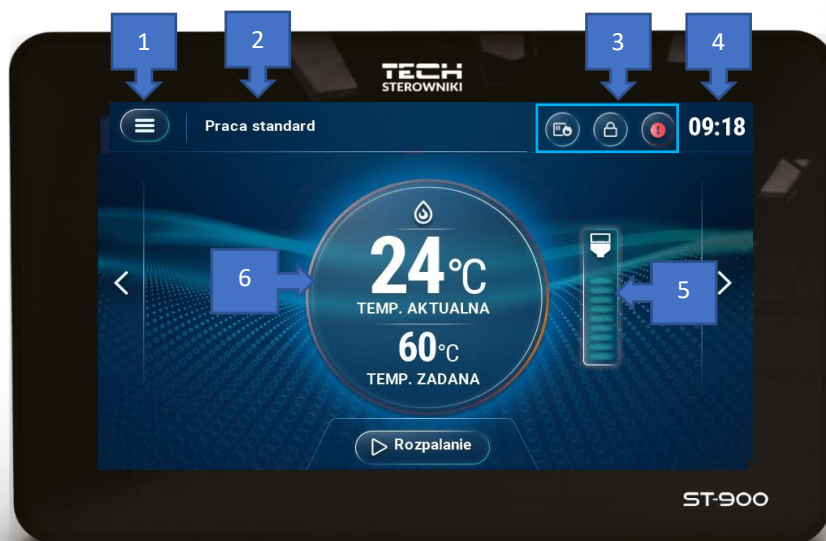 1
2
3
4
TECH
STEROWNIKI
Praca standard
09:18
24°C
TEMP. AKTUALNA
60°C
TEMP. ZADANA
6
5
Rozpalanie
ST-900